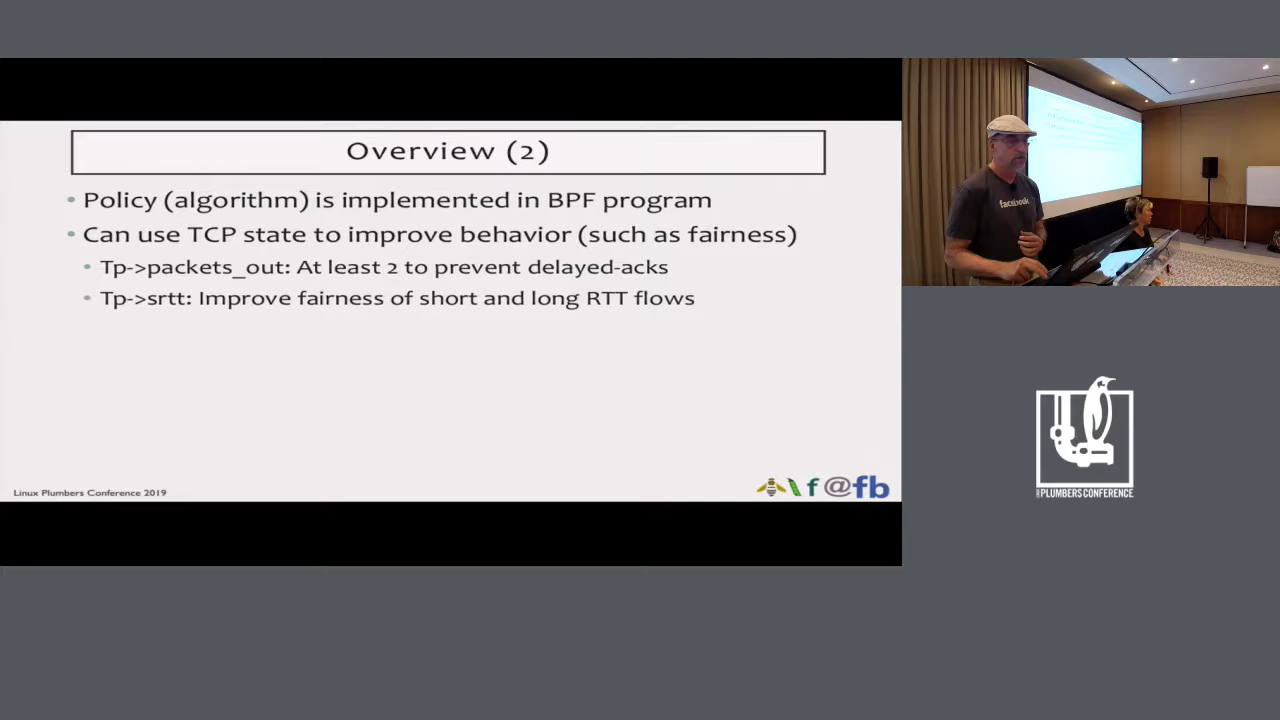 Overview (2)
• Policy (algorithm) is implemented in BPF program
• Can use TCP state to improve behavior (such as fairness)
• Tp->packets_out: At least 2 to prevent delayed-acks
• Tp->srtt: Improve fairness of short and long RTT flows
Linux Plumbers Conference 2019
f@fb
facebook
PLUMBERS CONFERENCE